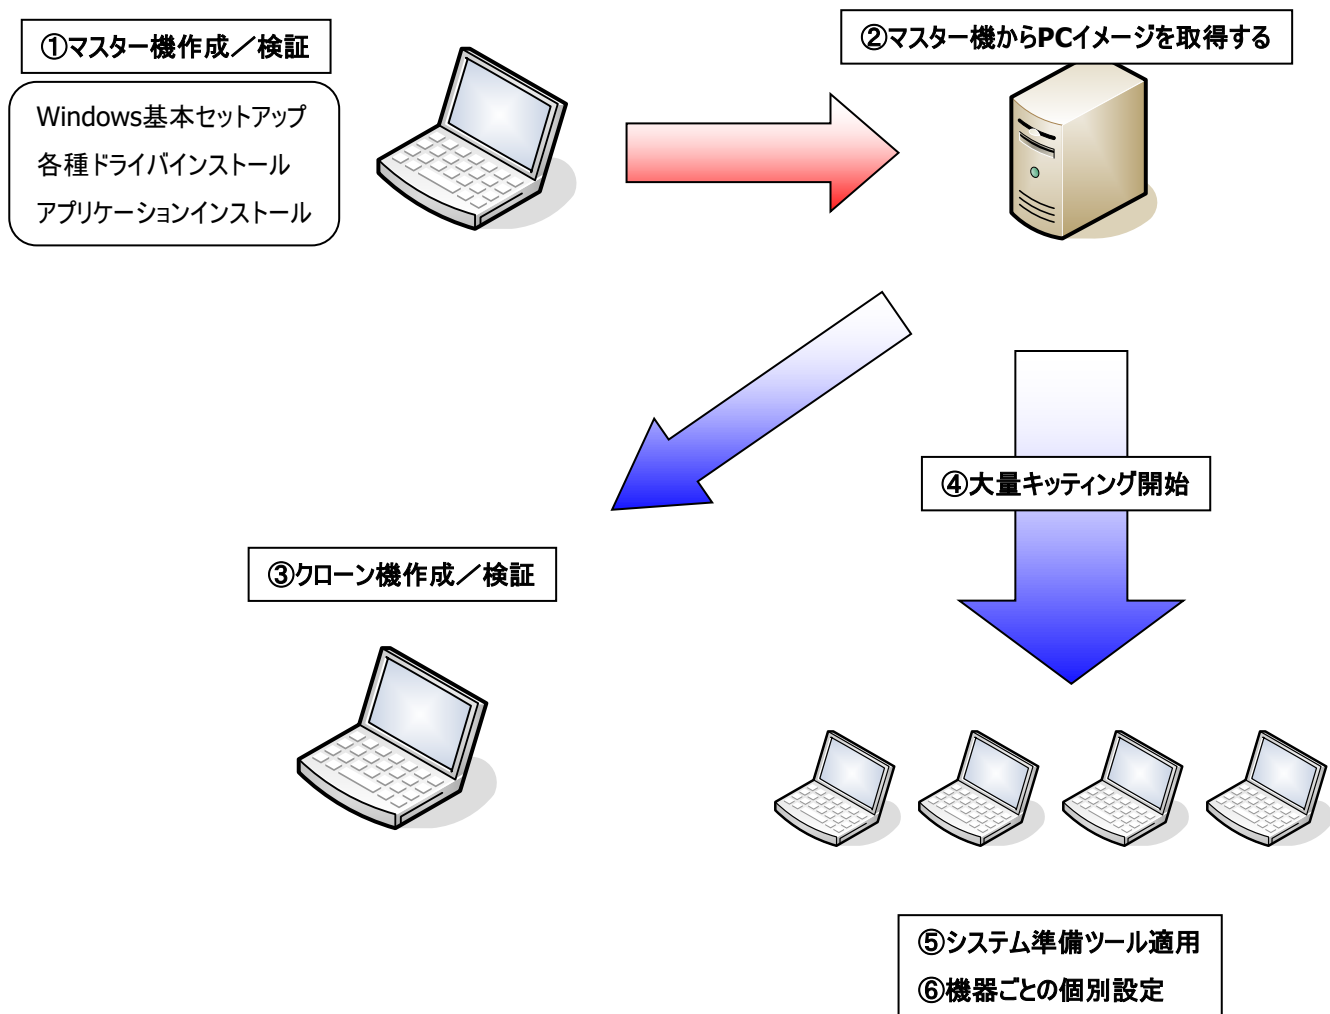 ①マスター機作成／検証
Windows基本セットアップ
各種ドライバインストール
アプリケーションインストール
②マスター機からPCイメージを取得する
③クローン機作成／検証
④大量キッティング開始
⑤システム準備ツール適用
⑥機器ごとの個別設定